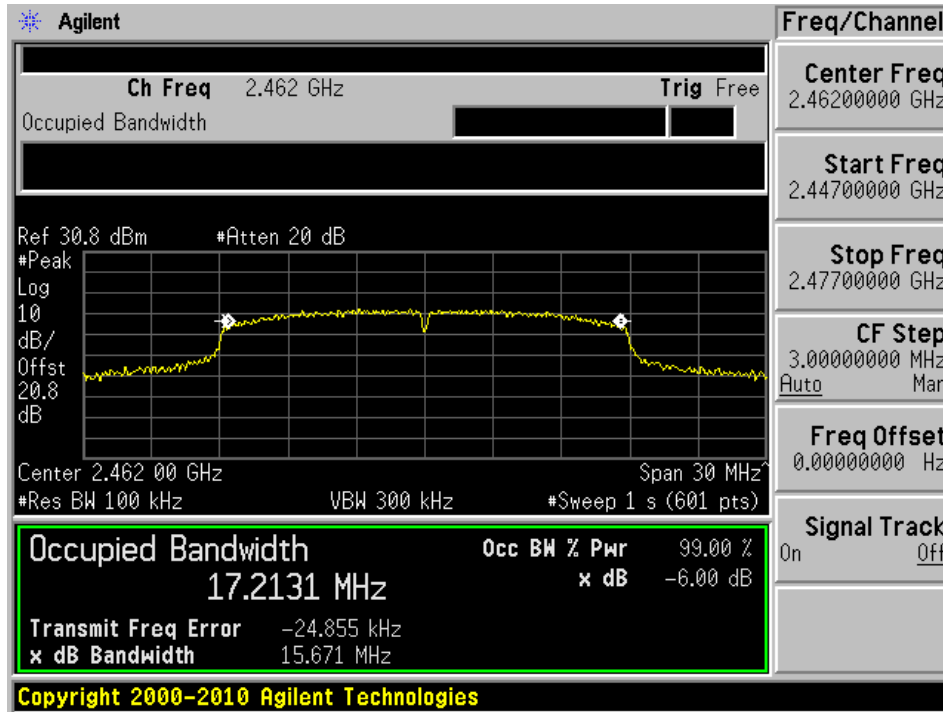 Agilent
Freq/Channel
Ch Freq 2.462 GHz Trig Free
Occupied Bandwidth
Center Freq
2.46200000 GHz
Start Freq
2.44700000 GHz
Stop Freq
2.47700000 GHz
CF Step
3.00000000 MHz
Auto Man
Freq Offset
0.00000000 Hz
Signal Track
On Off
Ref 30.8 dBm #Atten 20 dB
#Peak
Log
10
dB/
Offst
20.8
dB
Center 2.462 00 GHz Span 30 MHz^
#Res BW 100 kHz VBW 300 kHz #Sweep 1 s (601 pts)
Occupied Bandwidth Occ BW % Pwr 99.00 %
17.2131 MHz x dB -6.00 dB
Transmit Freq Error -24.855 kHz
x dB Bandwidth 15.671 MHz
Copyright 2000-2010 Agilent Technologies